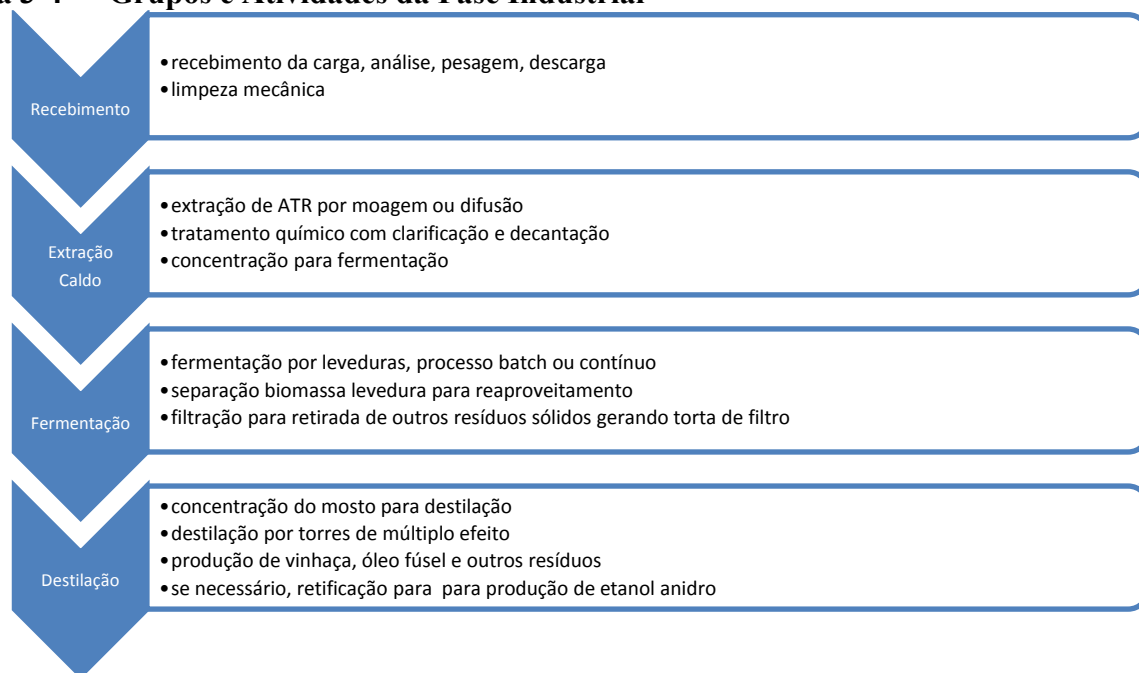 a 3-4 Grupos e Atividades da Fase Industrial
Recebimento
•recebimento da carga, análise, pesagem, descarga
•limpeza mecânica
Extração
Caldo
•extração de ATR por moagem ou difusão
•tratamento químico com clarificação e decantação
•concentração para fermentação
Fermentação
•fermentação por leveduras, processo batch ou contínuo
•separação biomassa levedura para reaproveitamento
•filtração para retirada de outros resíduos sólidos gerando torta de filtro
Destilação
•concentração do mosto para destilação
•destilação por torres de múltiplo efeito
•produção de vinhaça, óleo fúsel e outros resíduos
•se necessário, retificação para para produção de etanol anidro